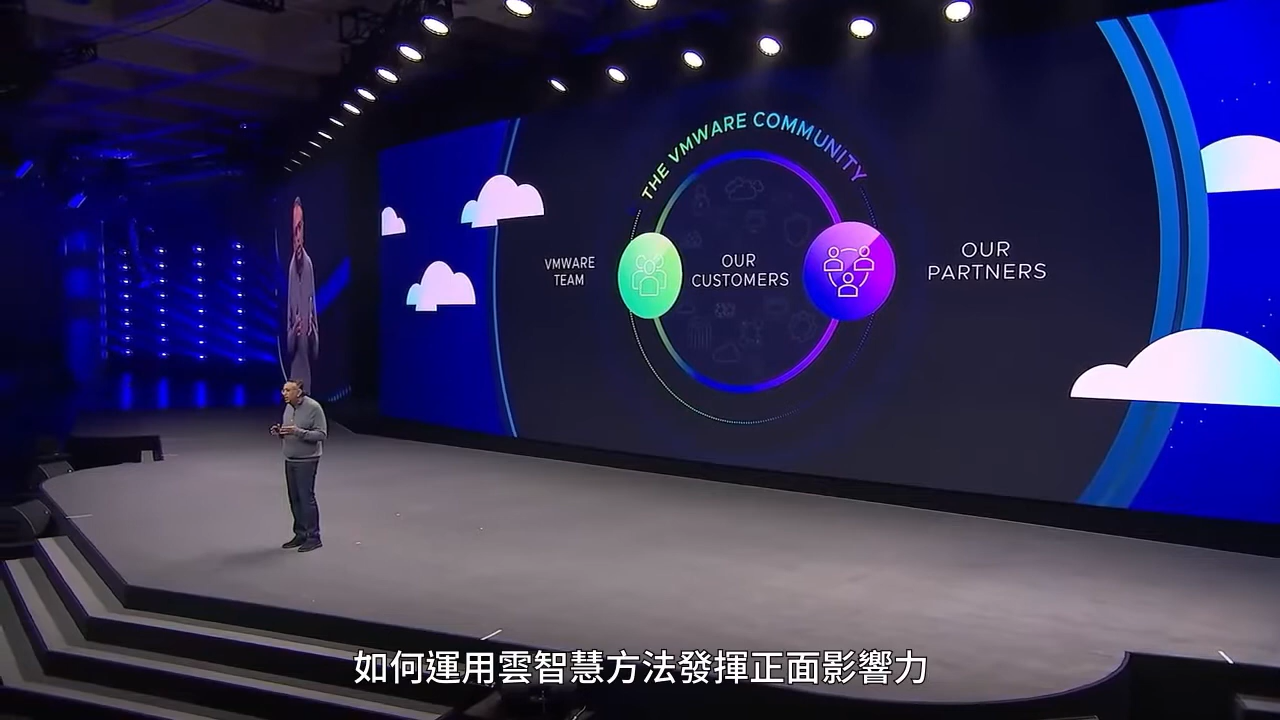 THE VMWARE COMMUNITY
VMWARE
TEAM
OUR
CUSTOMERS
OUR
PARTNERS
如何運用雲智慧方法發揮正面影響力